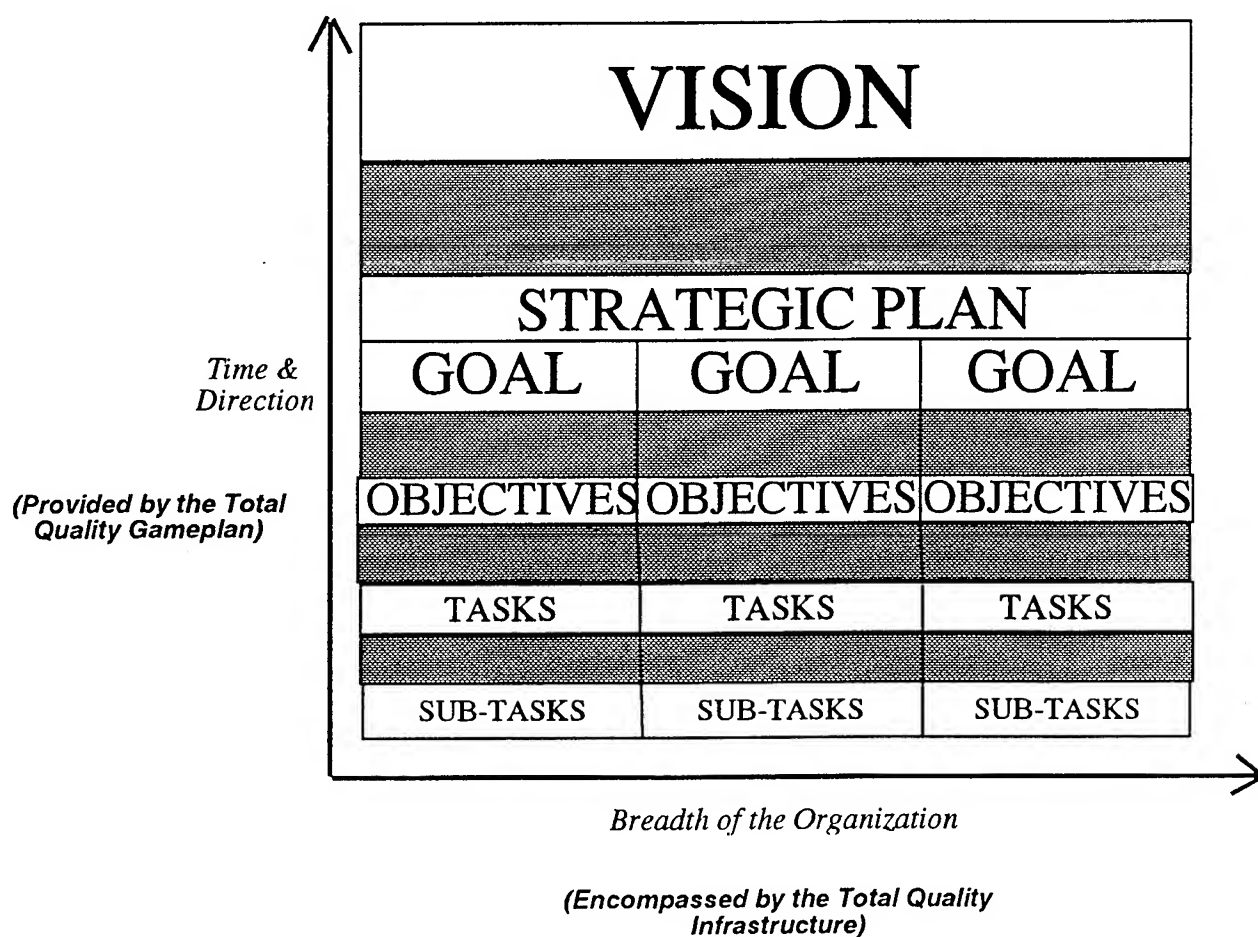 VISION
STRATEGIC PLAN
GOAL GOAL GOAL
Time &
Direction
(Provided by the Total
Quality Gameplan)
OBJECTIVES OBJECTIVES OBJECTIVES
TASKS TASKS TASKS
SUB-TASKS SUB-TASKS SUB-TASKS
Breadth of the Organization
(Encompassed by the Total Quality
Infrastructure)